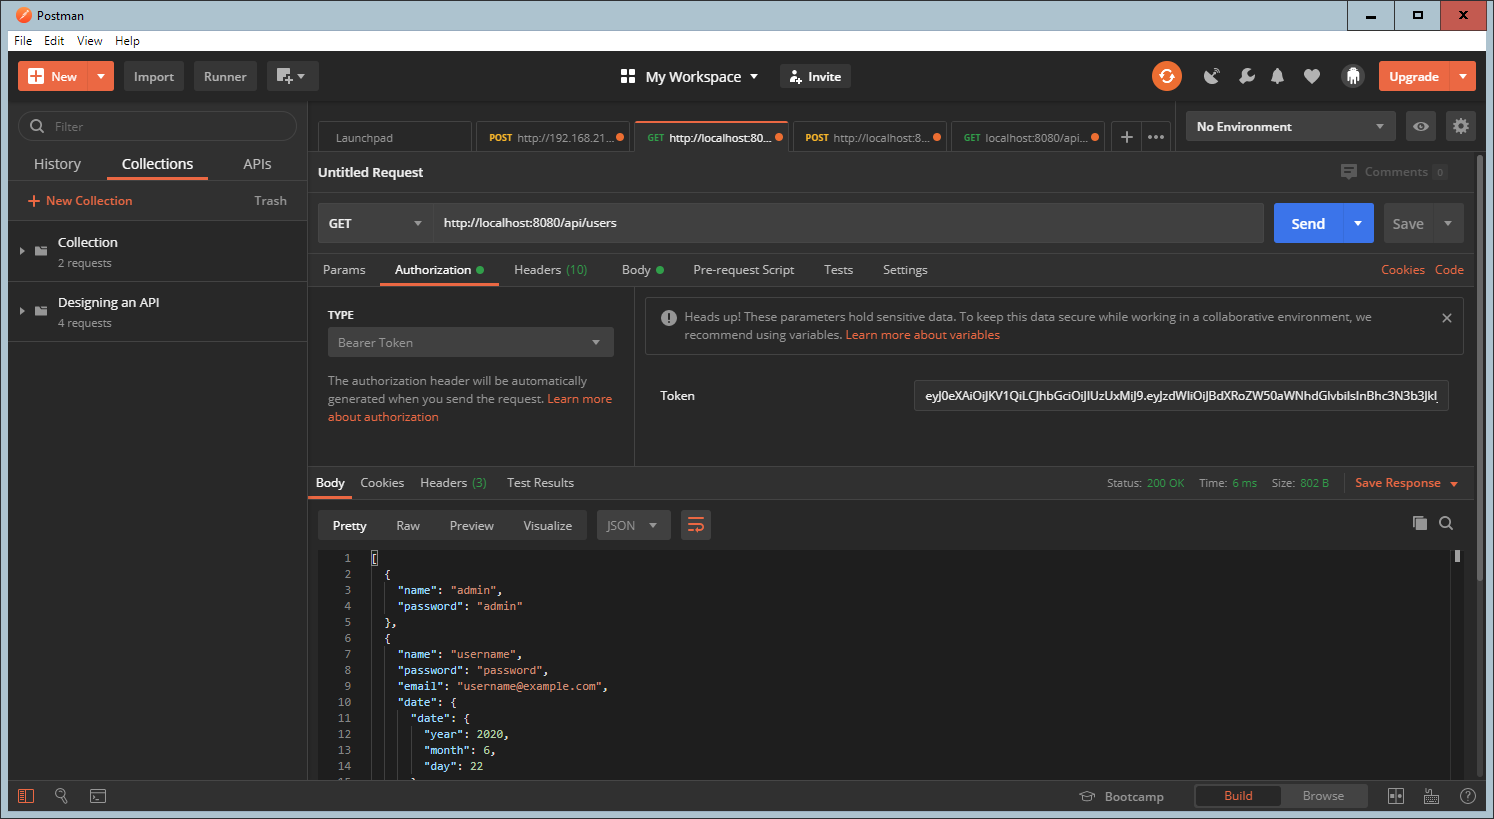 Postman
File Edit View Help
New Import Runner My Workspace Invite Upgrade
Filter
History Collections APIs
New Collection Trash
Collection
2 requests
Designing an API
4 requests
Launchpad POST http://192.168.21... GET http://localhost:80... POST http://localhost:8... GET localhost:8080/api... No Environment
Untitled Request Comments 0
GET http://localhost:8080/api/users Send Save
Params Authorization Headers (10) Body Pre-request Script Tests Settings Cookies Code
TYPE
Bearer Token
The authorization header will be automatically
generated when you send the request. Learn more
about authorization
Heads up! These parameters hold sensitive data. To keep this data secure while working in a collaborative environment, we
recommend using variables. Learn more about variables
Token
Body Cookies Headers (3) Test Results Status: 200 OK Time: 6 ms Size: 802 B Save Response
Pretty Raw Preview Visualize JSON
1 [
2 {
3 "name": "admin",
4 "password": "admin"
5 },
6 {
7 "name": "username",
8 "password": "password",
9 "email": "username@example.com",
10 "date": {
11 "date": {
12 "year": 2020,
13 "month": 6,
14 "day": 22
Bootcamp Build Browse